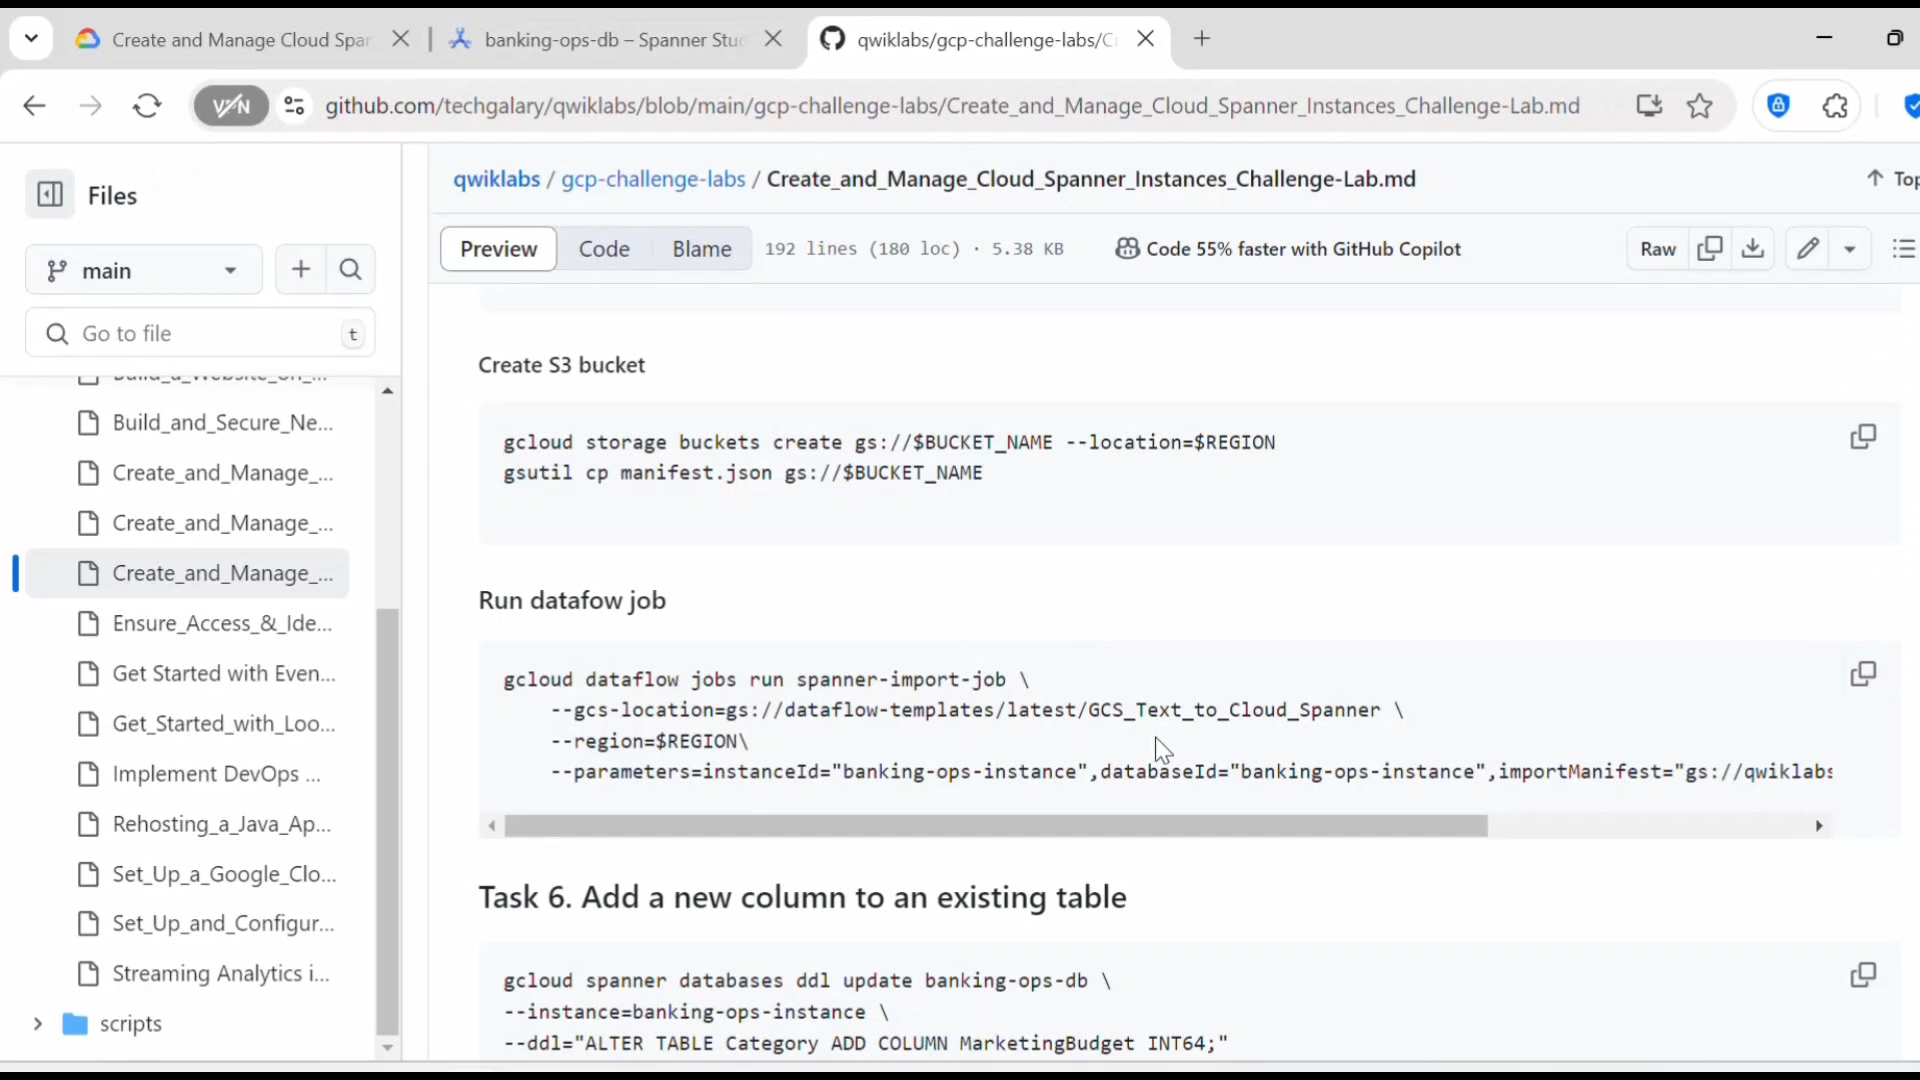 Create and Manage Cloud Spar
banking-ops-db – Spanner Stu
qwiklabs/gcp-challenge-labs/C
VPN
github.com/techgalary/qwiklabs/blob/main/gcp-challenge-labs/Create_and_Manage_Cloud_Spanner_Instances_Challenge-Lab.md
Files
main
Go to file
t
Build_a_Website_on_...
Build_and_Secure_Ne...
Create_and_Manage_...
Create_and_Manage_...
Create_and_Manage_...
Ensure_Access_&_Ide...
Get Started with Even...
Get_Started_with_Loo...
Implement DevOps ...
Rehosting_a_Java_Ap...
Set_Up_a_Google_Clo...
Set_Up_and_Configur...
Streaming Analytics i...
scripts
qwiklabs / gcp-challenge-labs / Create_and_Manage_Cloud_Spanner_Instances_Challenge-Lab.md
Top
Preview
Code
Blame
192 lines (180 loc) · 5.38 KB
Code 55% faster with GitHub Copilot
Raw
Create S3 bucket
gcloud storage buckets create gs://$BUCKET_NAME --location=$REGION
gsutil cp manifest.json gs://$BUCKET_NAME
Run datafow job
gcloud dataflow jobs run spanner-import-job \
--gcs-location=gs://dataflow-templates/latest/GCS_Text_to_Cloud_Spanner \
--region=$REGION\
--parameters=instanceId="banking-ops-instance",databaseId="banking-ops-instance",importManifest="gs://qwiklabs
Task 6. Add a new column to an existing table
gcloud spanner databases ddl update banking-ops-db \
--instance=banking-ops-instance \
--ddl="ALTER TABLE Category ADD COLUMN MarketingBudget INT64;"